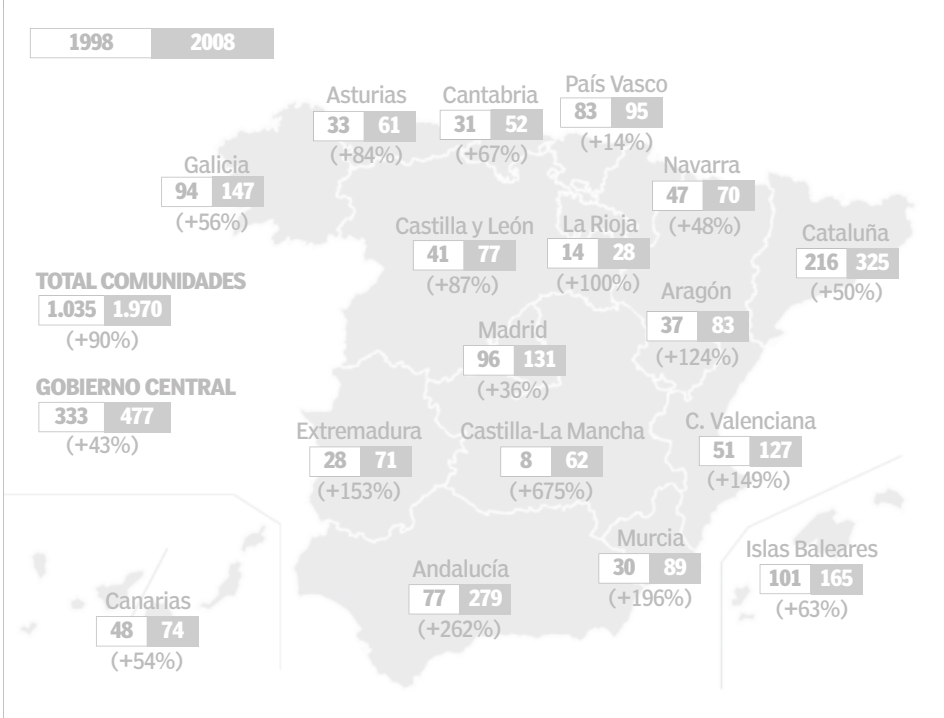 1998 2008
Asturias
33 61
(+84%)
Cantabria
31 52
(+67%)
País Vasco
83 95
(+14%)
Galicia
94 147
(+56%)
Navarra
47 70
(+48%)
Castilla y León
41 77
(+87%)
La Rioja
14 28
(+100%)
Cataluña
216 325
(+50%)
TOTAL COMUNIDADES
1.035 1.970
(+90%)
Aragón
37 83
(+124%)
Madrid
96 131
(+36%)
GOBIERNO CENTRAL
333 477
(+43%)
Extremadura
28 71
(+153%)
Castilla-La Mancha
8 62
(+675%)
C. Valenciana
51 127
(+149%)
Murcia
30 89
(+196%)
Islas Baleares
101 165
(+63%)
Andalucía
77 279
(+262%)
Canarias
48 74
(+54%)